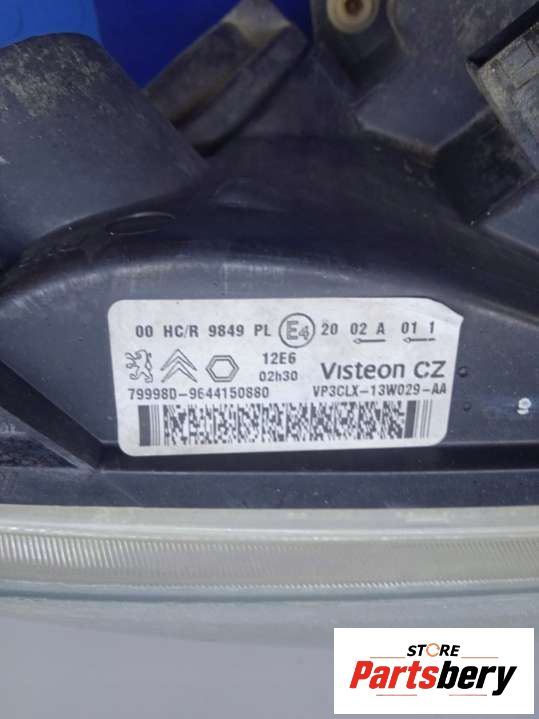 00 HC/R 9849 PL E4 20 02 A 01 1
12E6
02h30
Visteon CZ
79998D-9644150880 VP3CLX-13W029-AA
STORE
Partsbery